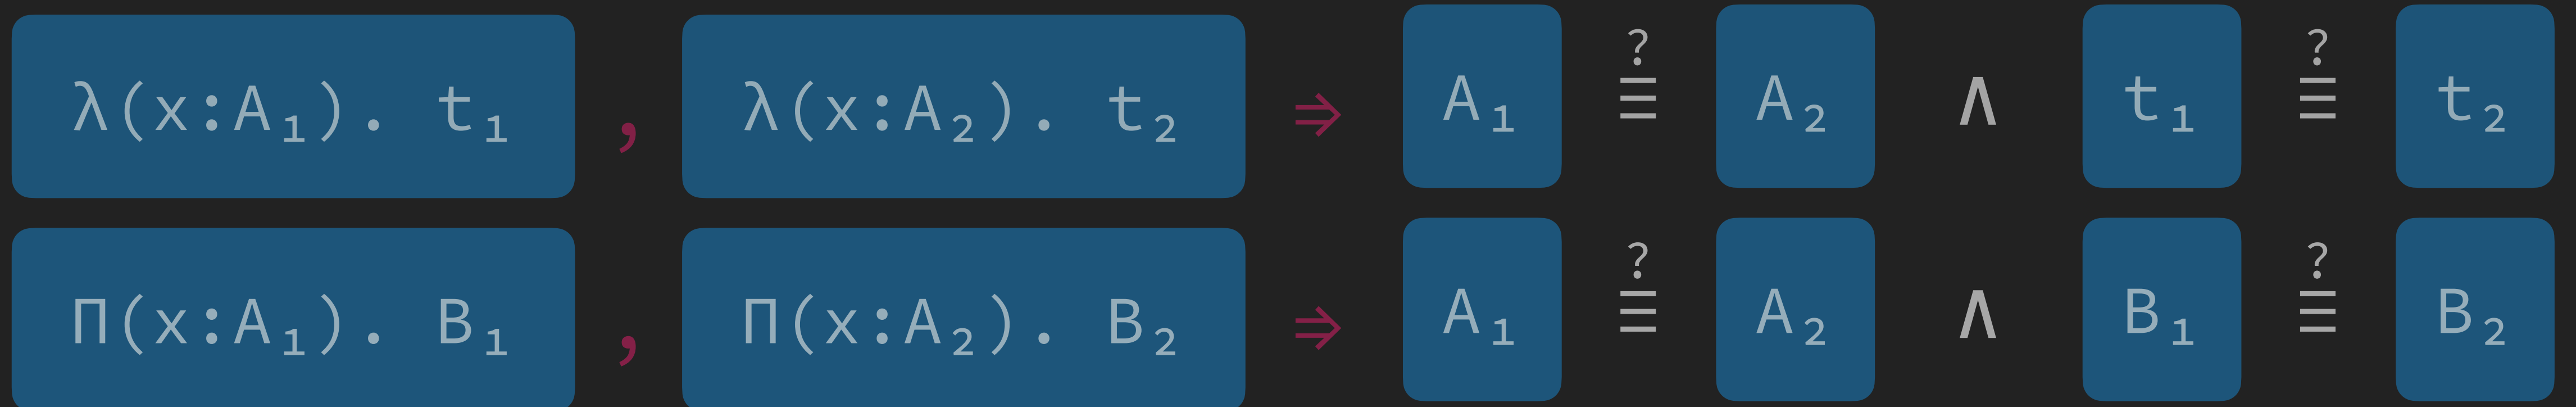 λ(x:A₁). t₁ , λ(x:A₂). t₂ ⇒ A₁ ≟ A₂ ∧ t₁ ≟ t₂
Π(x:A₁). B₁ , Π(x:A₂). B₂ ⇒ A₁ ≟ A₂ ∧ B₁ ≟ B₂